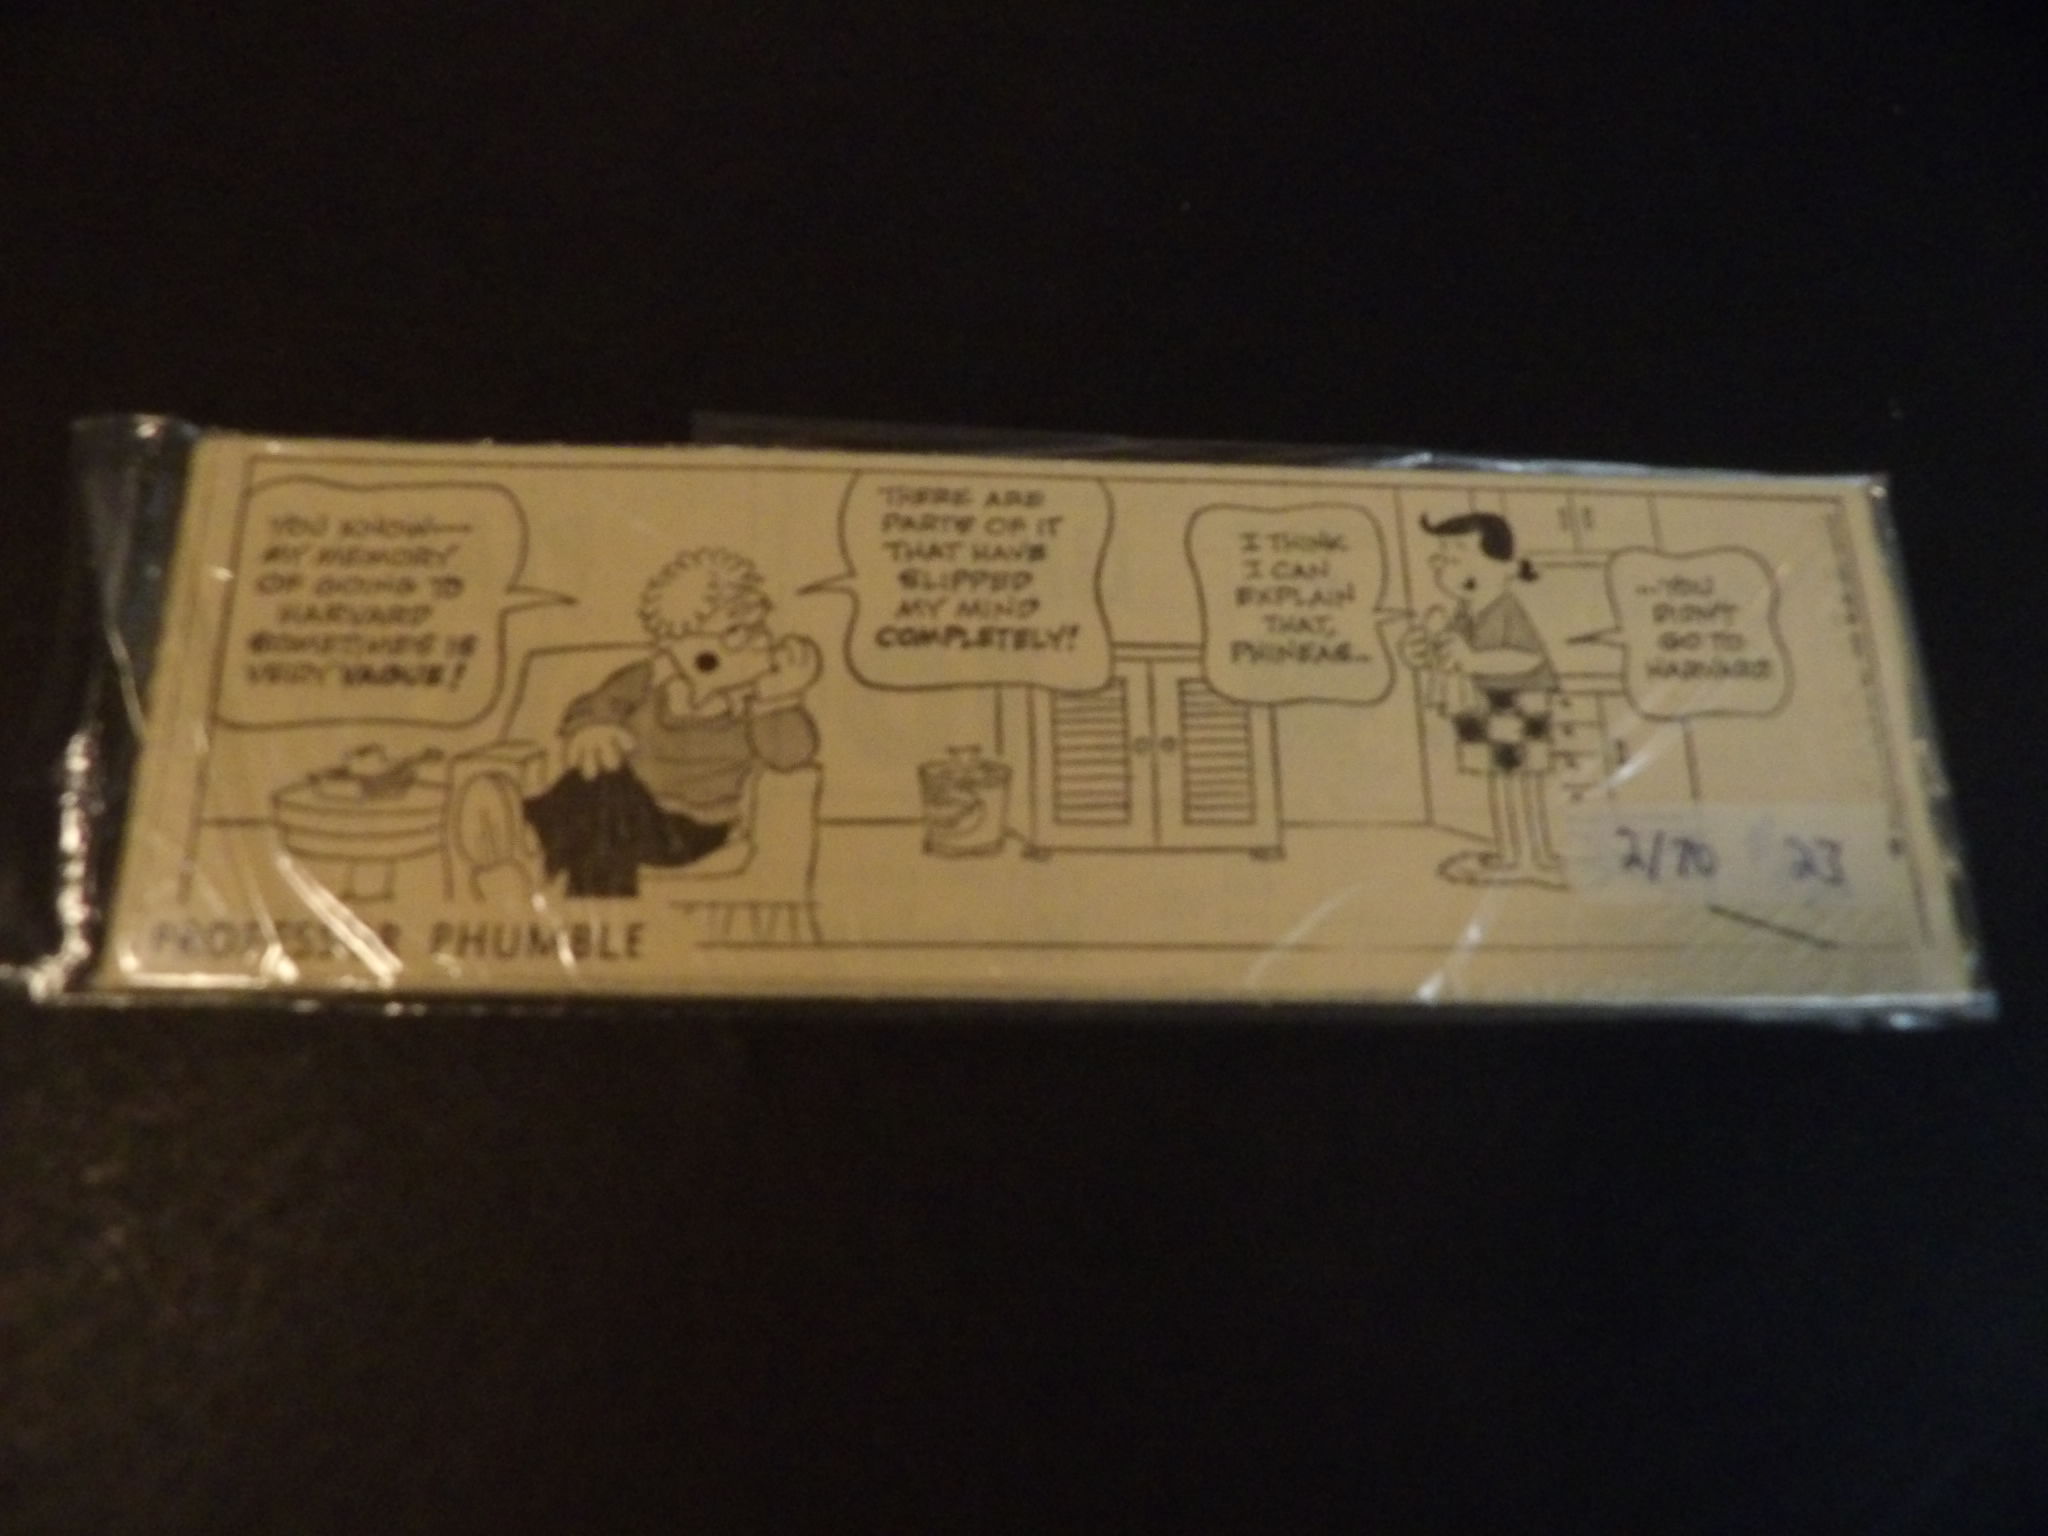 YOU KNOW——
MY MEMORY
OF GOING TO
HARVARD
SOMETIMES IS
VERY VAGUE!
THERE ARE
PARTS OF IT
THAT HAVE
SLIPPED
MY MIND
COMPLETELY!
I THINK
I CAN
EXPLAIN
THAT,
PHINEAS...
...YOU
DIDN'T
GO TO
HARVARD
2/70 23
PROFESSOR PHUMBLE